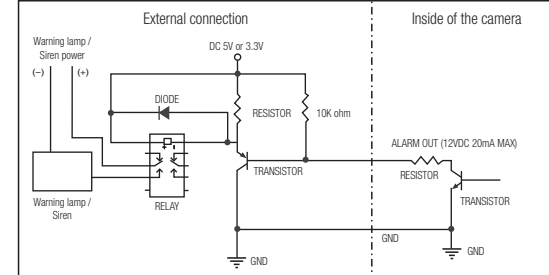 External connection
Inside of the camera
Warning lamp /
Siren power
(−)
(+)
DC 5V or 3.3V
DIODE
RESISTOR
10K ohm
ALARM OUT (12VDC 20mA MAX)
RESISTOR
TRANSISTOR
TRANSISTOR
Warning lamp /
Siren
RELAY
GND
GND
GND